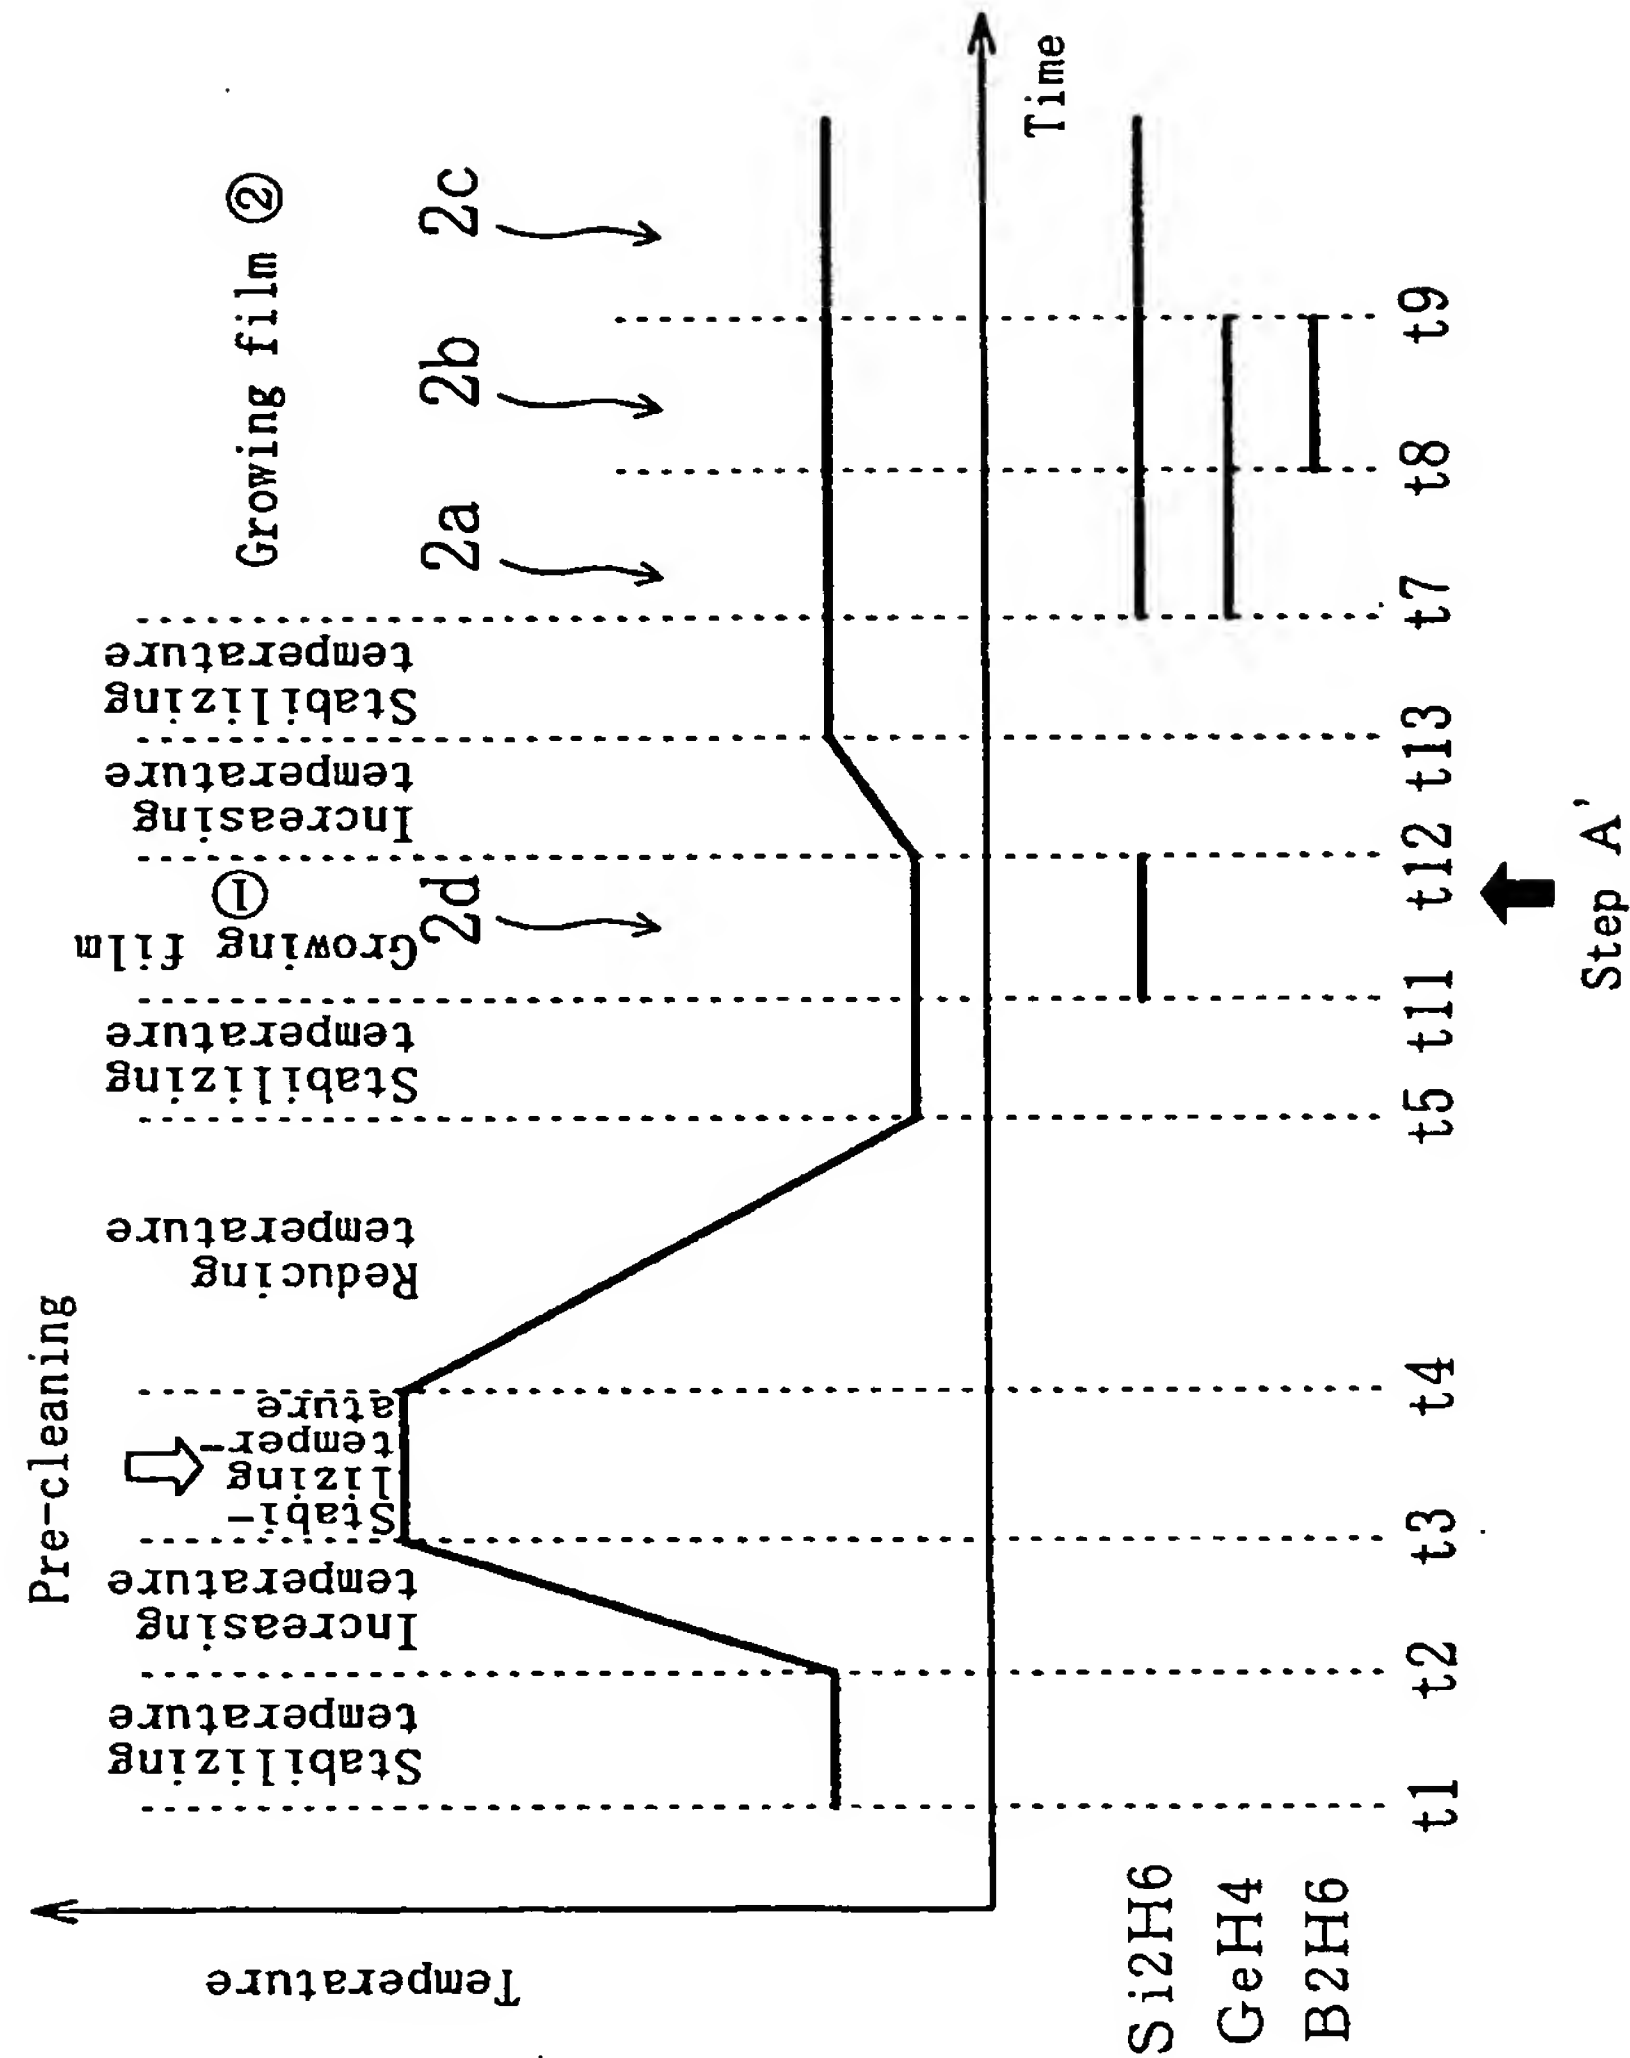 Pre-cleaning
Growing film ②
Temperature
Stabilizing
temperature
Increasing
temperature
Stabi-
lizing
temper-
ature
Reducing
temperature
Stabilizing
temperature
Growing film
①
Increasing
temperature
Stabilizing
temperature
2d
2a
2b
2c
Time
Si2H6
GeH4
B2H6
t1 t2 t3 t4 t5 t11 t12 t13 t7 t8 t9
Step A'